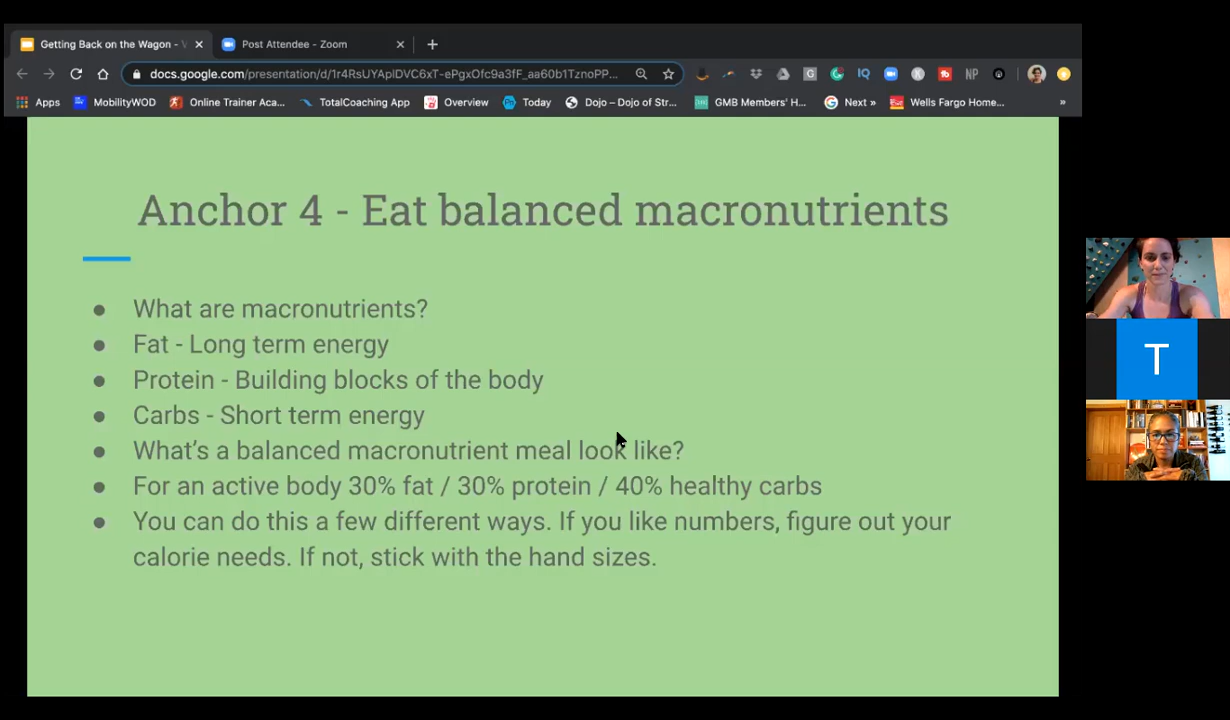 Getting Back on the Wagon - V
Post Attendee - Zoom
docs.google.com/presentation/d/1r4RsUYAplDVC6xT-ePgxOfc9a3fF_aa60b1TznoPP...
Apps
MobilityWOD
Online Trainer Aca...
TotalCoaching App
Overview
Today
Dojo – Dojo of Str...
GMB Members' H...
Next »
Wells Fargo Home...
»
IQ
NP
Anchor 4 - Eat balanced macronutrients
What are macronutrients?
Fat - Long term energy
Protein - Building blocks of the body
Carbs - Short term energy
What's a balanced macronutrient meal look like?
For an active body 30% fat / 30% protein / 40% healthy carbs
You can do this a few different ways. If you like numbers, figure out your
calorie needs. If not, stick with the hand sizes.
T